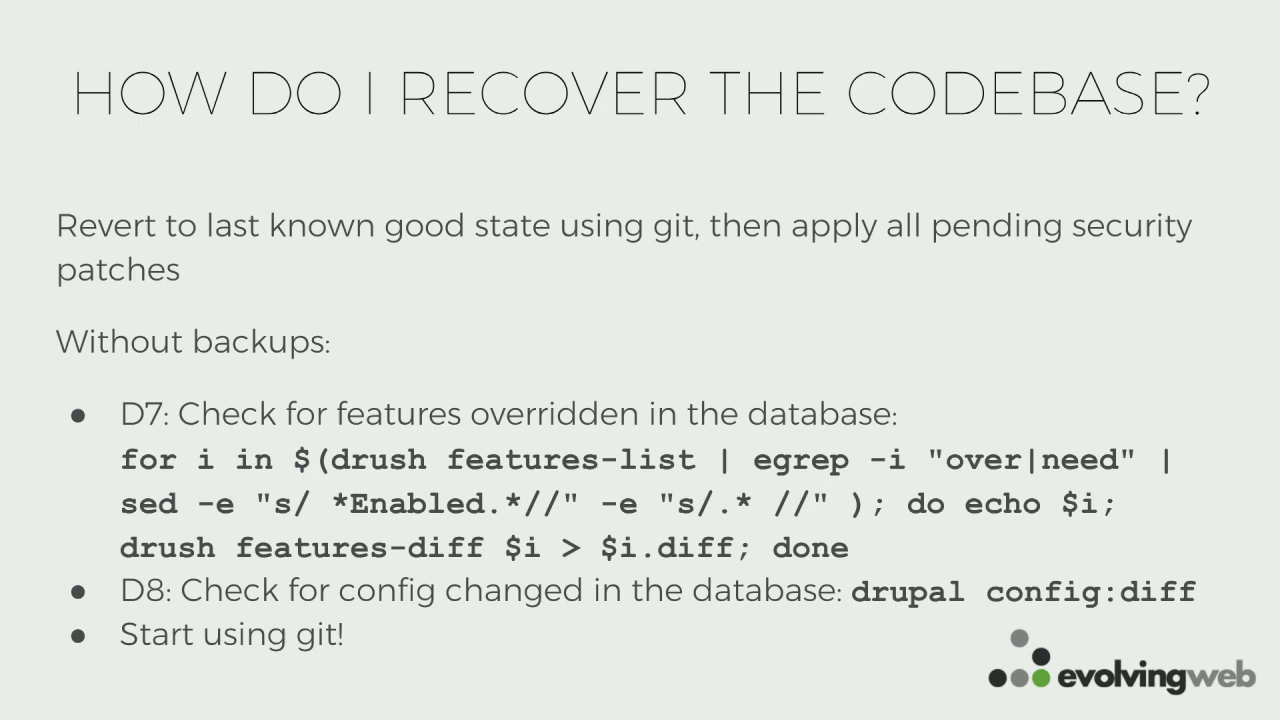 HOW DO I RECOVER THE CODEBASE?
Revert to last known good state using git, then apply all pending security
patches
Without backups:
● D7: Check for features overridden in the database:
for i in $(drush features-list | egrep -i "over|need" |
sed -e "s/ *Enabled.*//" -e "s/.* //" ); do echo $i;
drush features-diff $i > $i.diff; done
● D8: Check for config changed in the database: drupal config:diff
● Start using git!
evolvingweb